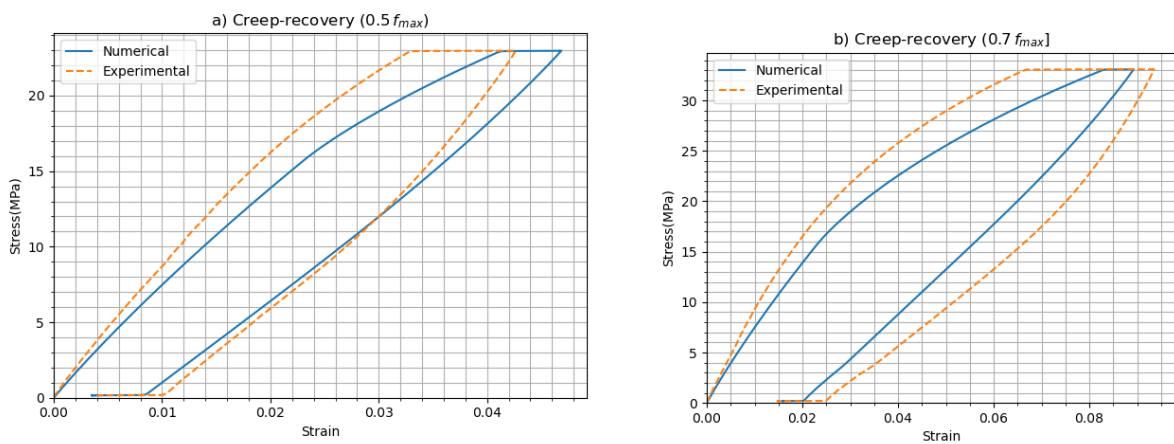 a) Creep-recovery (0.5 f_max)
Numerical
Experimental
Stress(MPa)
20
15
10
5
0
0.00 0.01 0.02 0.03 0.04
Strain
b) Creep-recovery (0.7 f_max]
Numerical
Experimental
Stress(MPa)
30
25
20
15
10
5
0
0.00 0.02 0.04 0.06 0.08
Strain